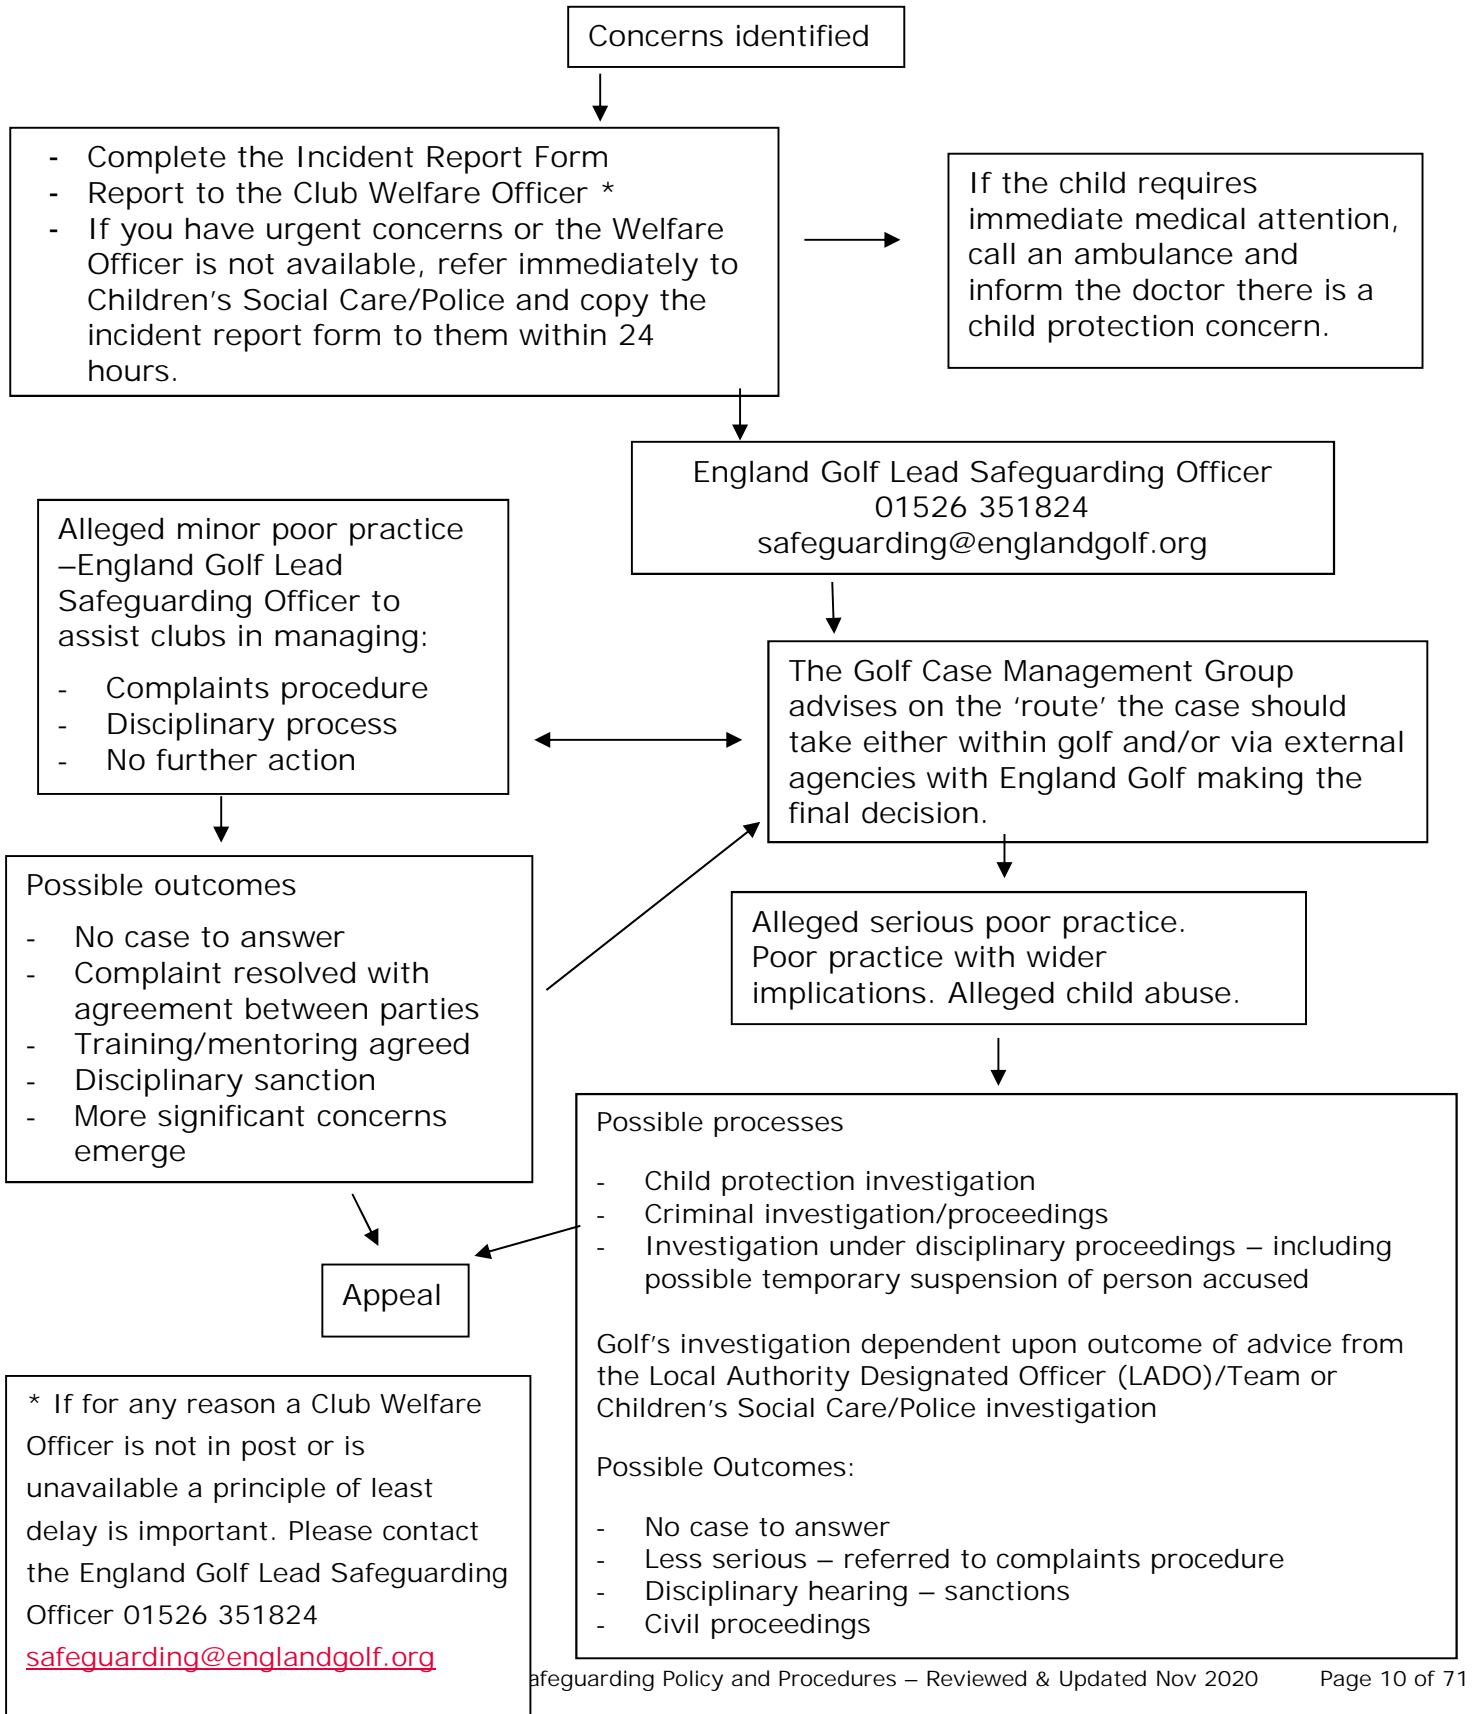 Concerns identified
- Complete the Incident Report Form
- Report to the Club Welfare Officer *
- If you have urgent concerns or the Welfare
Officer is not available, refer immediately to
Children's Social Care/Police and copy the
incident report form to them within 24
hours.
If the child requires
immediate medical attention,
call an ambulance and
inform the doctor there is a
child protection concern.
England Golf Lead Safeguarding Officer
01526 351824
safeguarding@englandgolf.org
Alleged minor poor practice
–England Golf Lead
Safeguarding Officer to
assist clubs in managing:
- Complaints procedure
- Disciplinary process
- No further action
The Golf Case Management Group
advises on the ‘route’ the case should
take either within golf and/or via external
agencies with England Golf making the
final decision.
Possible outcomes
- No case to answer
- Complaint resolved with
agreement between parties
- Training/mentoring agreed
- Disciplinary sanction
- More significant concerns
emerge
Alleged serious poor practice.
Poor practice with wider
implications. Alleged child abuse.
Possible processes
- Child protection investigation
- Criminal investigation/proceedings
- Investigation under disciplinary proceedings – including
possible temporary suspension of person accused
Golf's investigation dependent upon outcome of advice from
the Local Authority Designated Officer (LADO)/Team or
Children's Social Care/Police investigation
Possible Outcomes:
- No case to answer
- Less serious – referred to complaints procedure
- Disciplinary hearing – sanctions
- Civil proceedings
Appeal
* If for any reason a Club Welfare
Officer is not in post or is
unavailable a principle of least
delay is important. Please contact
the England Golf Lead Safeguarding
Officer 01526 351824
safeguarding@englandgolf.org
afeguarding Policy and Procedures – Reviewed & Updated Nov 2020 Page 10 of 71